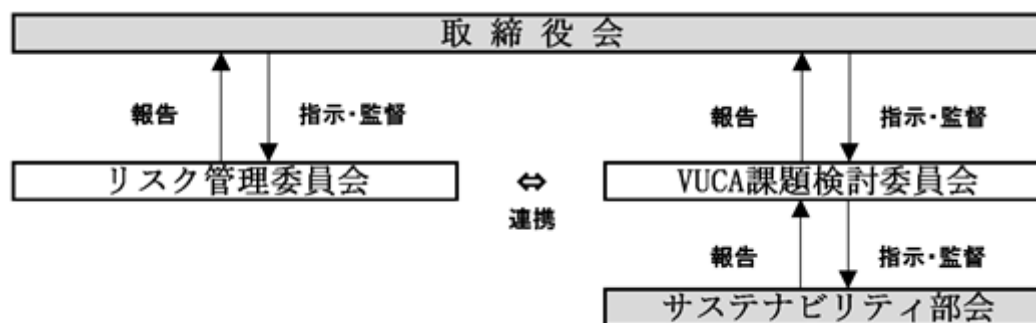 取締役会
報告
指示・監督
報告
指示・監督
リスク管理委員会
⇔
連携
VUCA課題検討委員会
報告
指示・監督
サステナビリティ部会